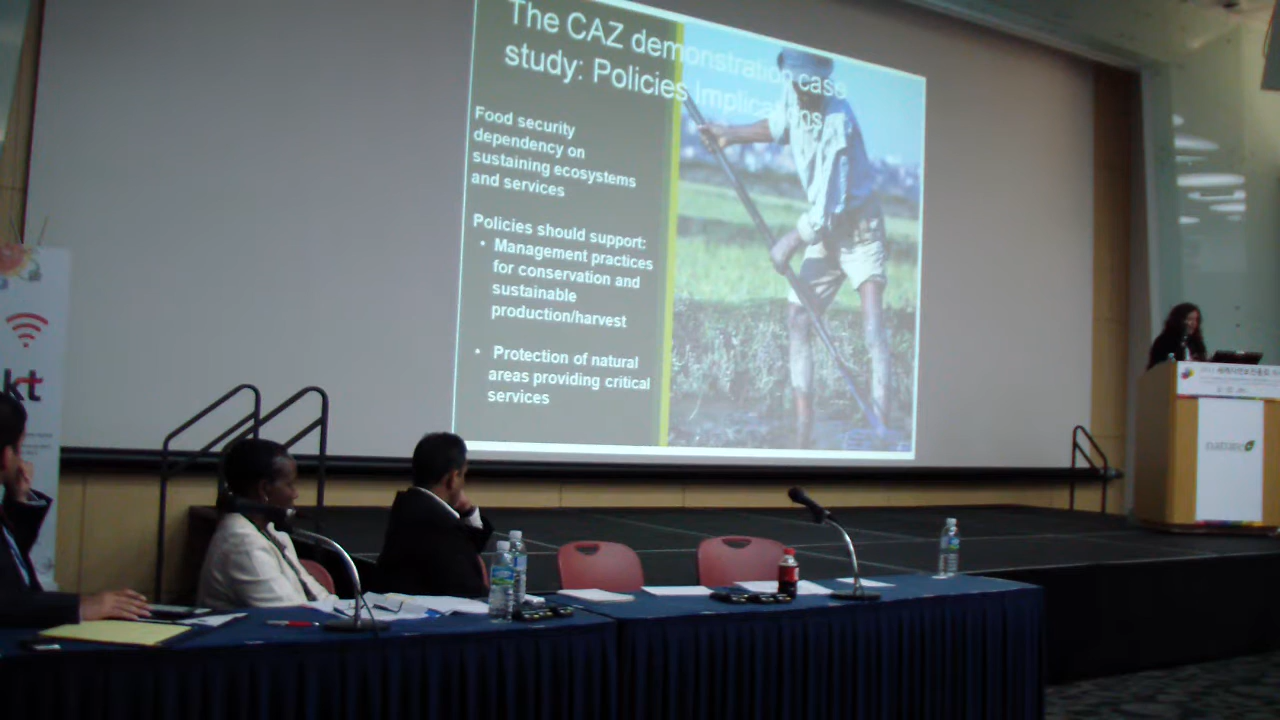 The CAZ demonstration case
study: Policies Implications
Food security
dependency on
sustaining ecosystems
and services
Policies should support:
• Management practices
for conservation and
sustainable
production/harvest
• Protection of natural
areas providing critical
services
kt
nature